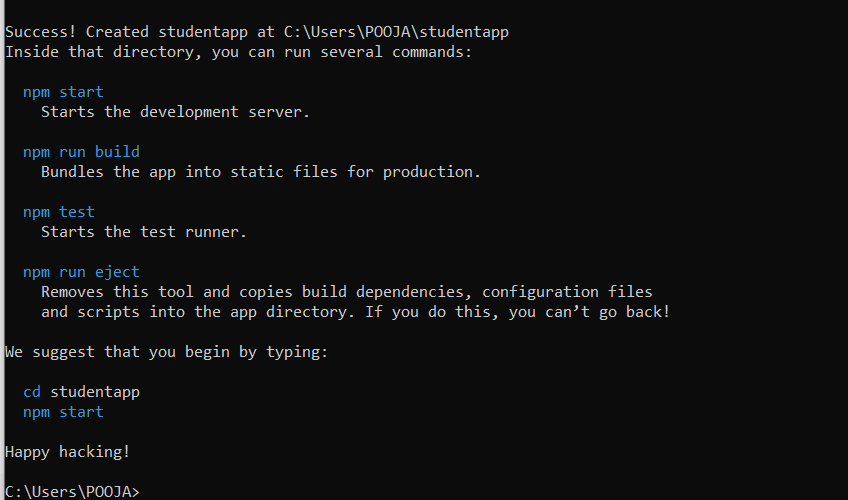 Success! Created studentapp at C:\Users\POOJA\studentapp
Inside that directory, you can run several commands:
npm start
Starts the development server.
npm run build
Bundles the app into static files for production.
npm test
Starts the test runner.
npm run eject
Removes this tool and copies build dependencies, configuration files
and scripts into the app directory. If you do this, you can’t go back!
We suggest that you begin by typing:
cd studentapp
npm start
Happy hacking!
C:\Users\POOJA>